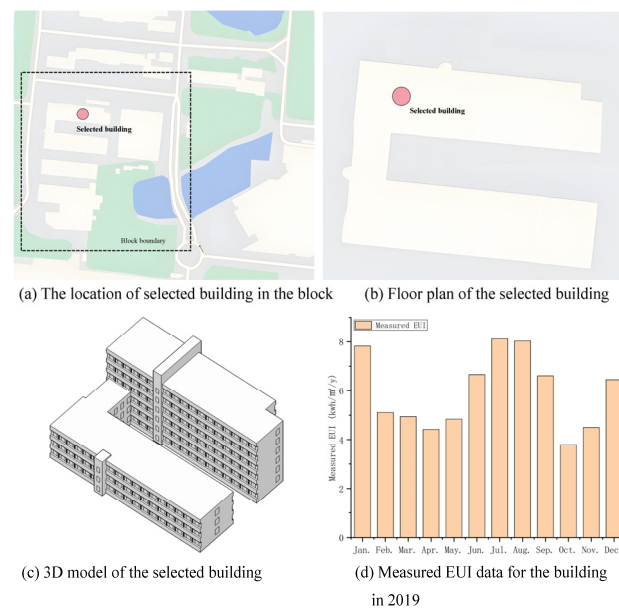 Selected building
Block boundary
Selected building
(a) The location of selected building in the block
(b) Floor plan of the selected building
Measured EUI
8
6
4
2
0
Measured EUI (kwh/㎡/y)
Jan. Feb. Mar. Apr. May. Jun. Jul. Aug. Sep. Oct. Nov. Dec
(c) 3D model of the selected building
(d) Measured EUI data for the building
in 2019